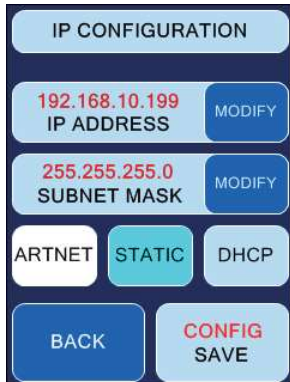 IP CONFIGURATION
192.168.10.199
IP ADDRESS
MODIFY
255.255.255.0
SUBNET MASK
MODIFY
ARTNET
STATIC
DHCP
BACK
CONFIG
SAVE